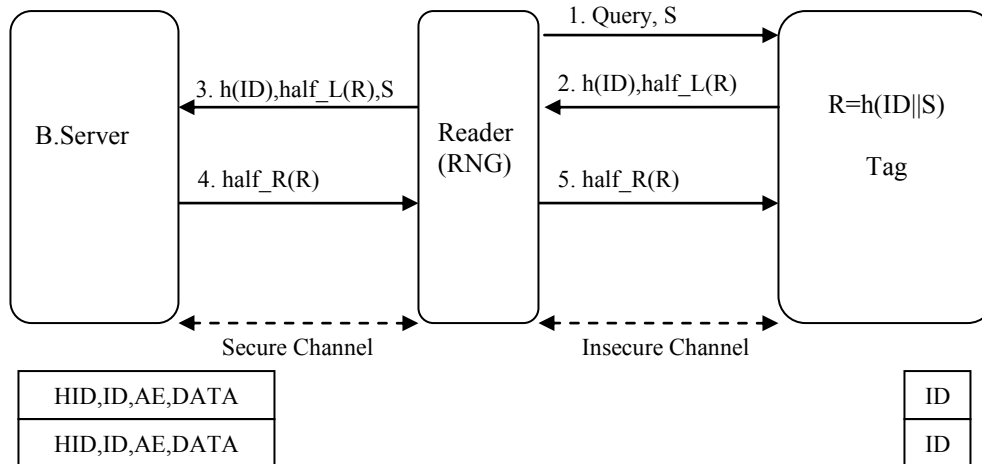 1. Query, S
3. h(ID),half_L(R),S
2. h(ID),half_L(R)
R=h(ID||S)
B.Server
Reader
(RNG)
Tag
4. half_R(R)
5. half_R(R)
Secure Channel
Insecure Channel
HID,ID,AE,DATA
ID
HID,ID,AE,DATA
ID